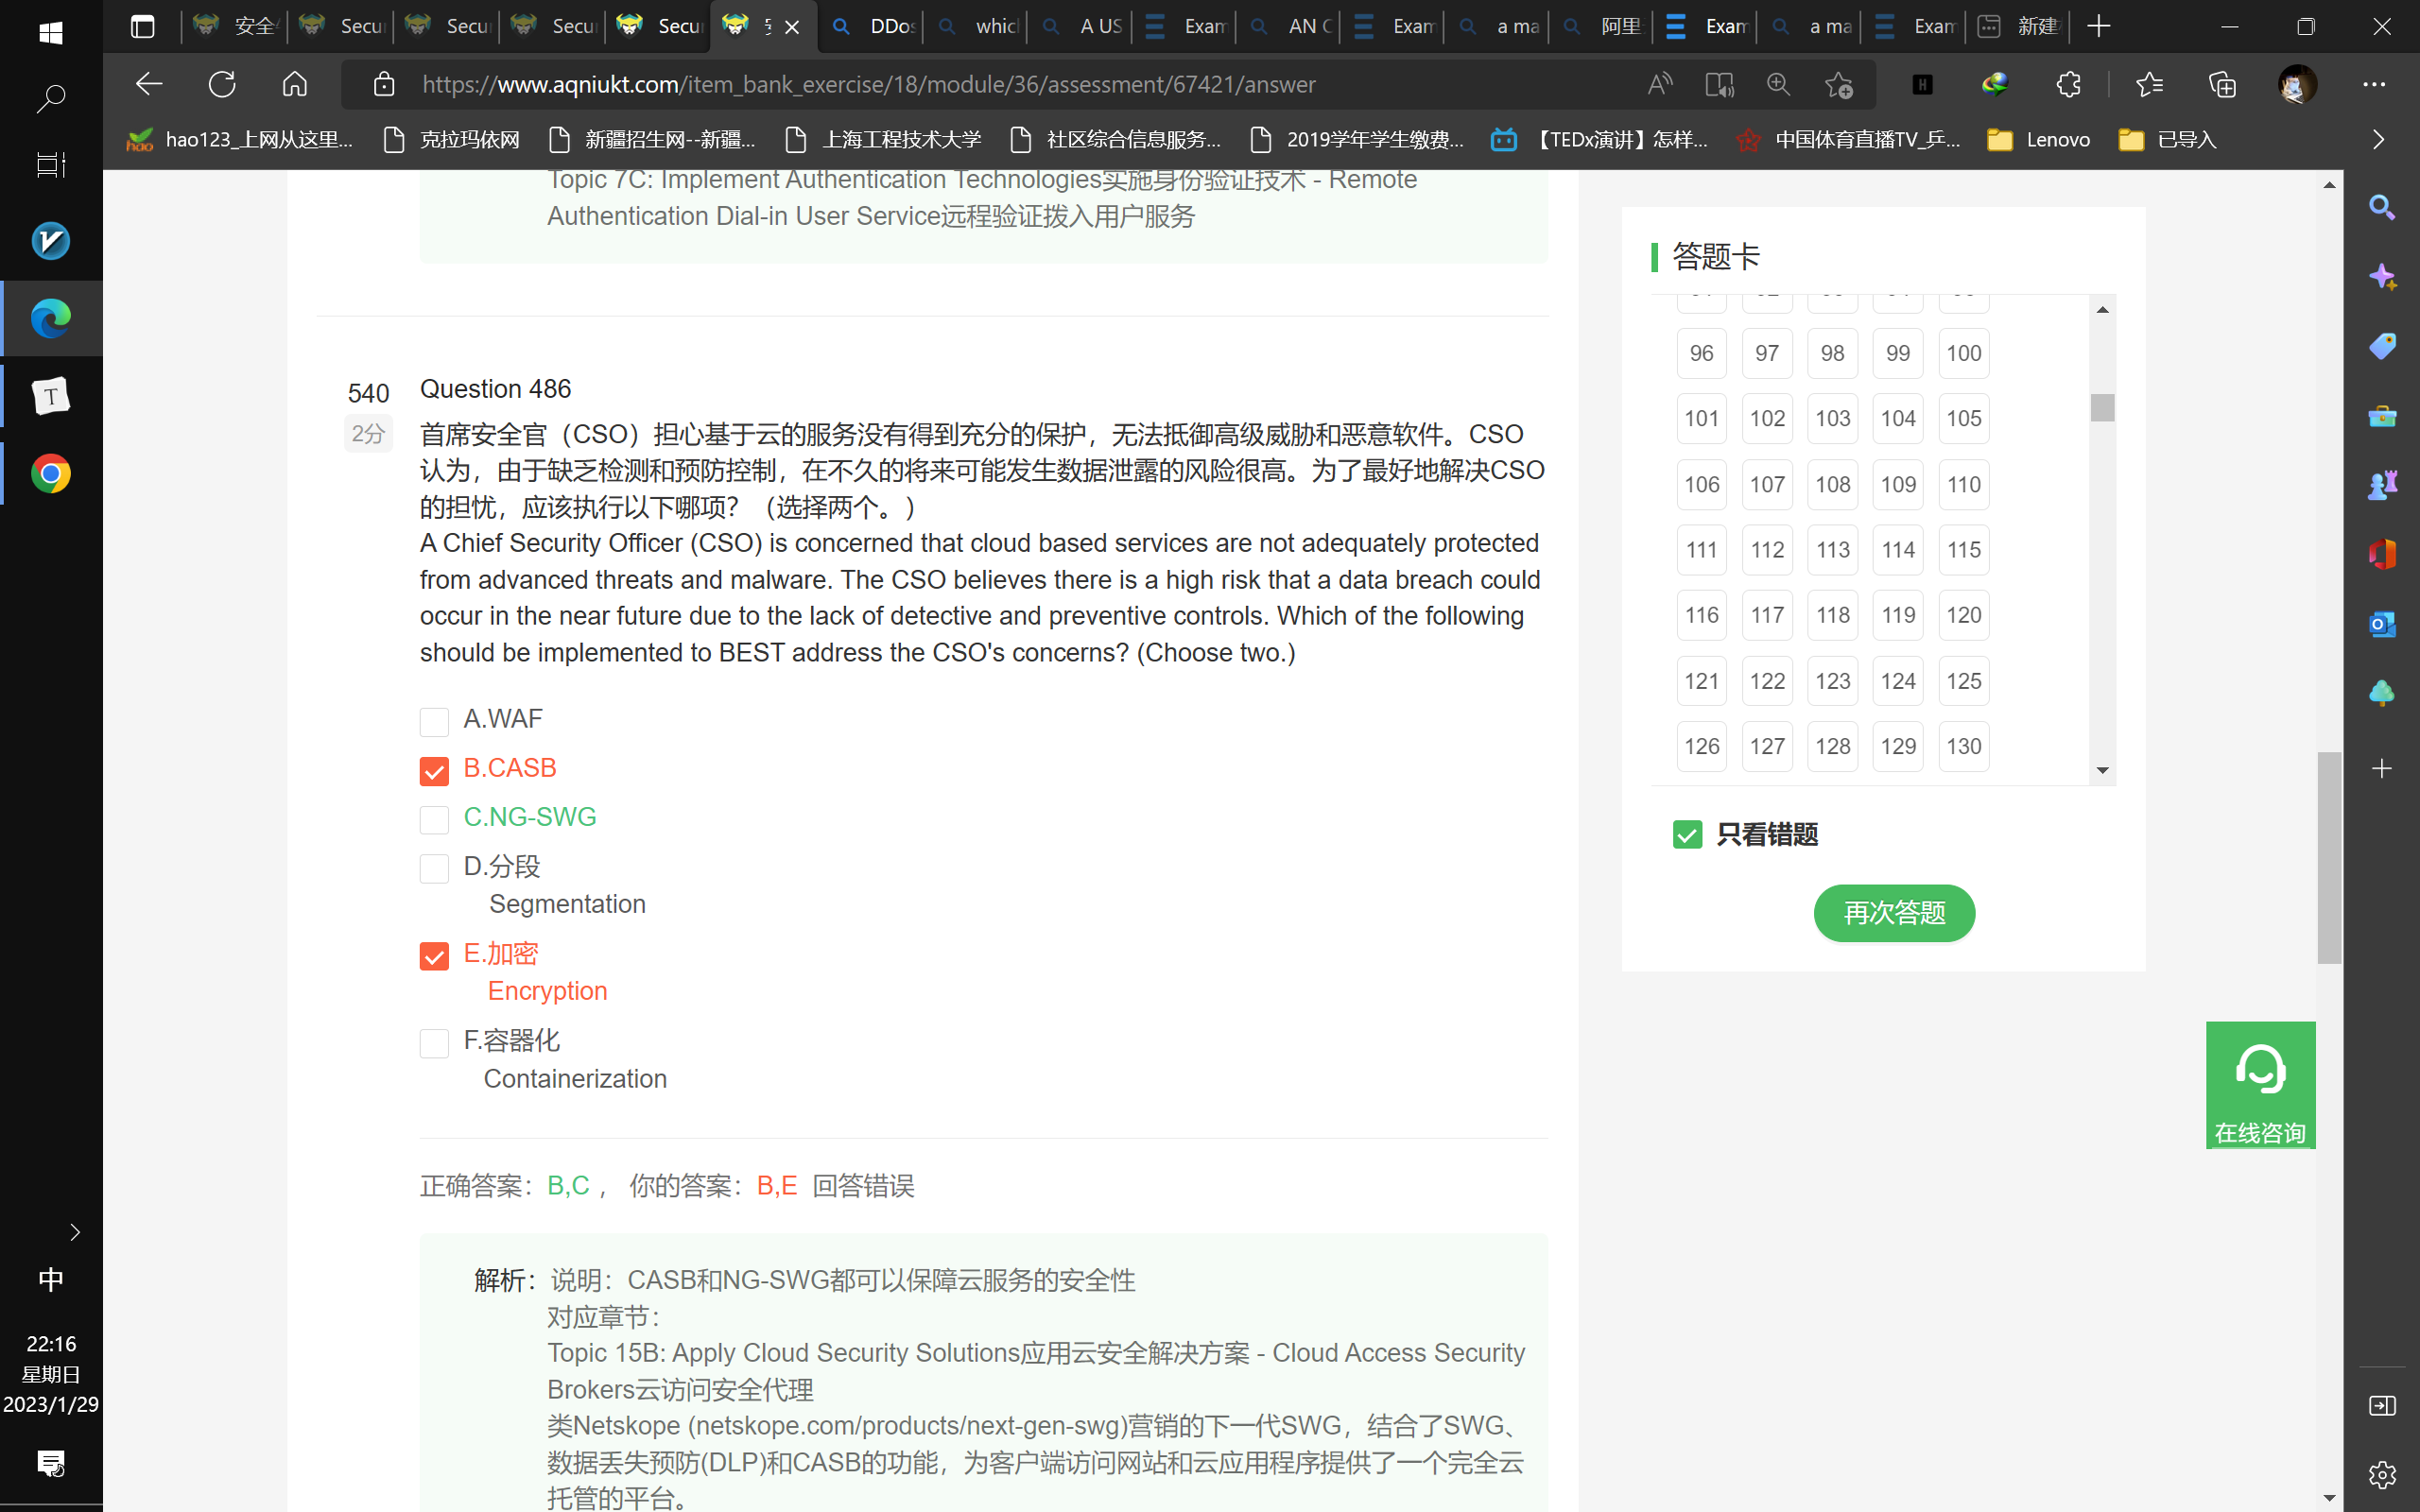 安全
Secu
Secu
Secu
Secu
DDos
whic
A US
Exam
AN C
Exam
a ma
阿里
Exam
a ma
Exam
新建
https://www.aqniukt.com/item_bank_exercise/18/module/36/assessment/67421/answer
hao123_上网从这里...
克拉玛依网
新疆招生网--新疆...
上海工程技术大学
社区综合信息服务...
2019学年学生缴费...
【TEDx演讲】怎样...
中国体育直播TV_乒...
Lenovo
已导入
Topic 7C: Implement Authentication Technologies实施身份验证技术 - Remote
Authentication Dial-in User Service远程验证拨入用户服务
540
2分
Question 486
首席安全官（CSO）担心基于云的服务没有得到充分的保护，无法抵御高级威胁和恶意软件。CSO
认为，由于缺乏检测和预防控制，在不久的将来可能发生数据泄露的风险很高。为了最好地解决CSO
的担忧，应该执行以下哪项？（选择两个。）
A Chief Security Officer (CSO) is concerned that cloud based services are not adequately protected
from advanced threats and malware. The CSO believes there is a high risk that a data breach could
occur in the near future due to the lack of detective and preventive controls. Which of the following
should be implemented to BEST address the CSO's concerns? (Choose two.)
A.WAF
B.CASB
C.NG-SWG
D.分段
Segmentation
E.加密
Encryption
F.容器化
Containerization
正确答案：B,C， 你的答案：B,E 回答错误
解析：说明：CASB和NG-SWG都可以保障云服务的安全性
对应章节：
Topic 15B: Apply Cloud Security Solutions应用云安全解决方案 - Cloud Access Security
Brokers云访问安全代理
类Netskope (netskope.com/products/next-gen-swg)营销的下一代SWG，结合了SWG、
数据丢失预防(DLP)和CASB的功能，为客户端访问网站和云应用程序提供了一个完全云
托管的平台。
答题卡
96 97 98 99 100
101 102 103 104 105
106 107 108 109 110
111 112 113 114 115
116 117 118 119 120
121 122 123 124 125
126 127 128 129 130
只看错题
再次答题
在线咨询
中
22:16
星期日
2023/1/29